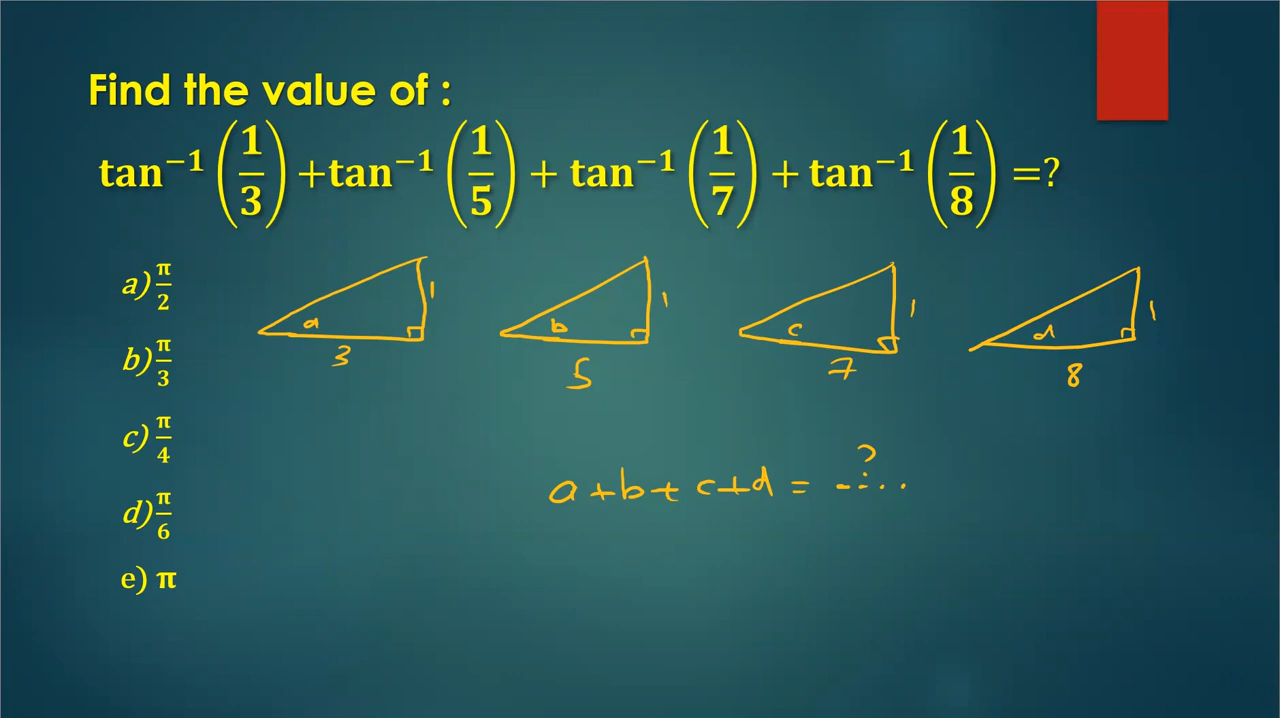 Find the value of :
tan⁻¹(1/3) +tan⁻¹(1/5) + tan⁻¹(1/7) + tan⁻¹(1/8) =?
a) π/2
b) π/3
c) π/4
d) π/6
e) π
a 1 3
b 1 5
c 1 7
d 1 8
a+b+c+d = ?....